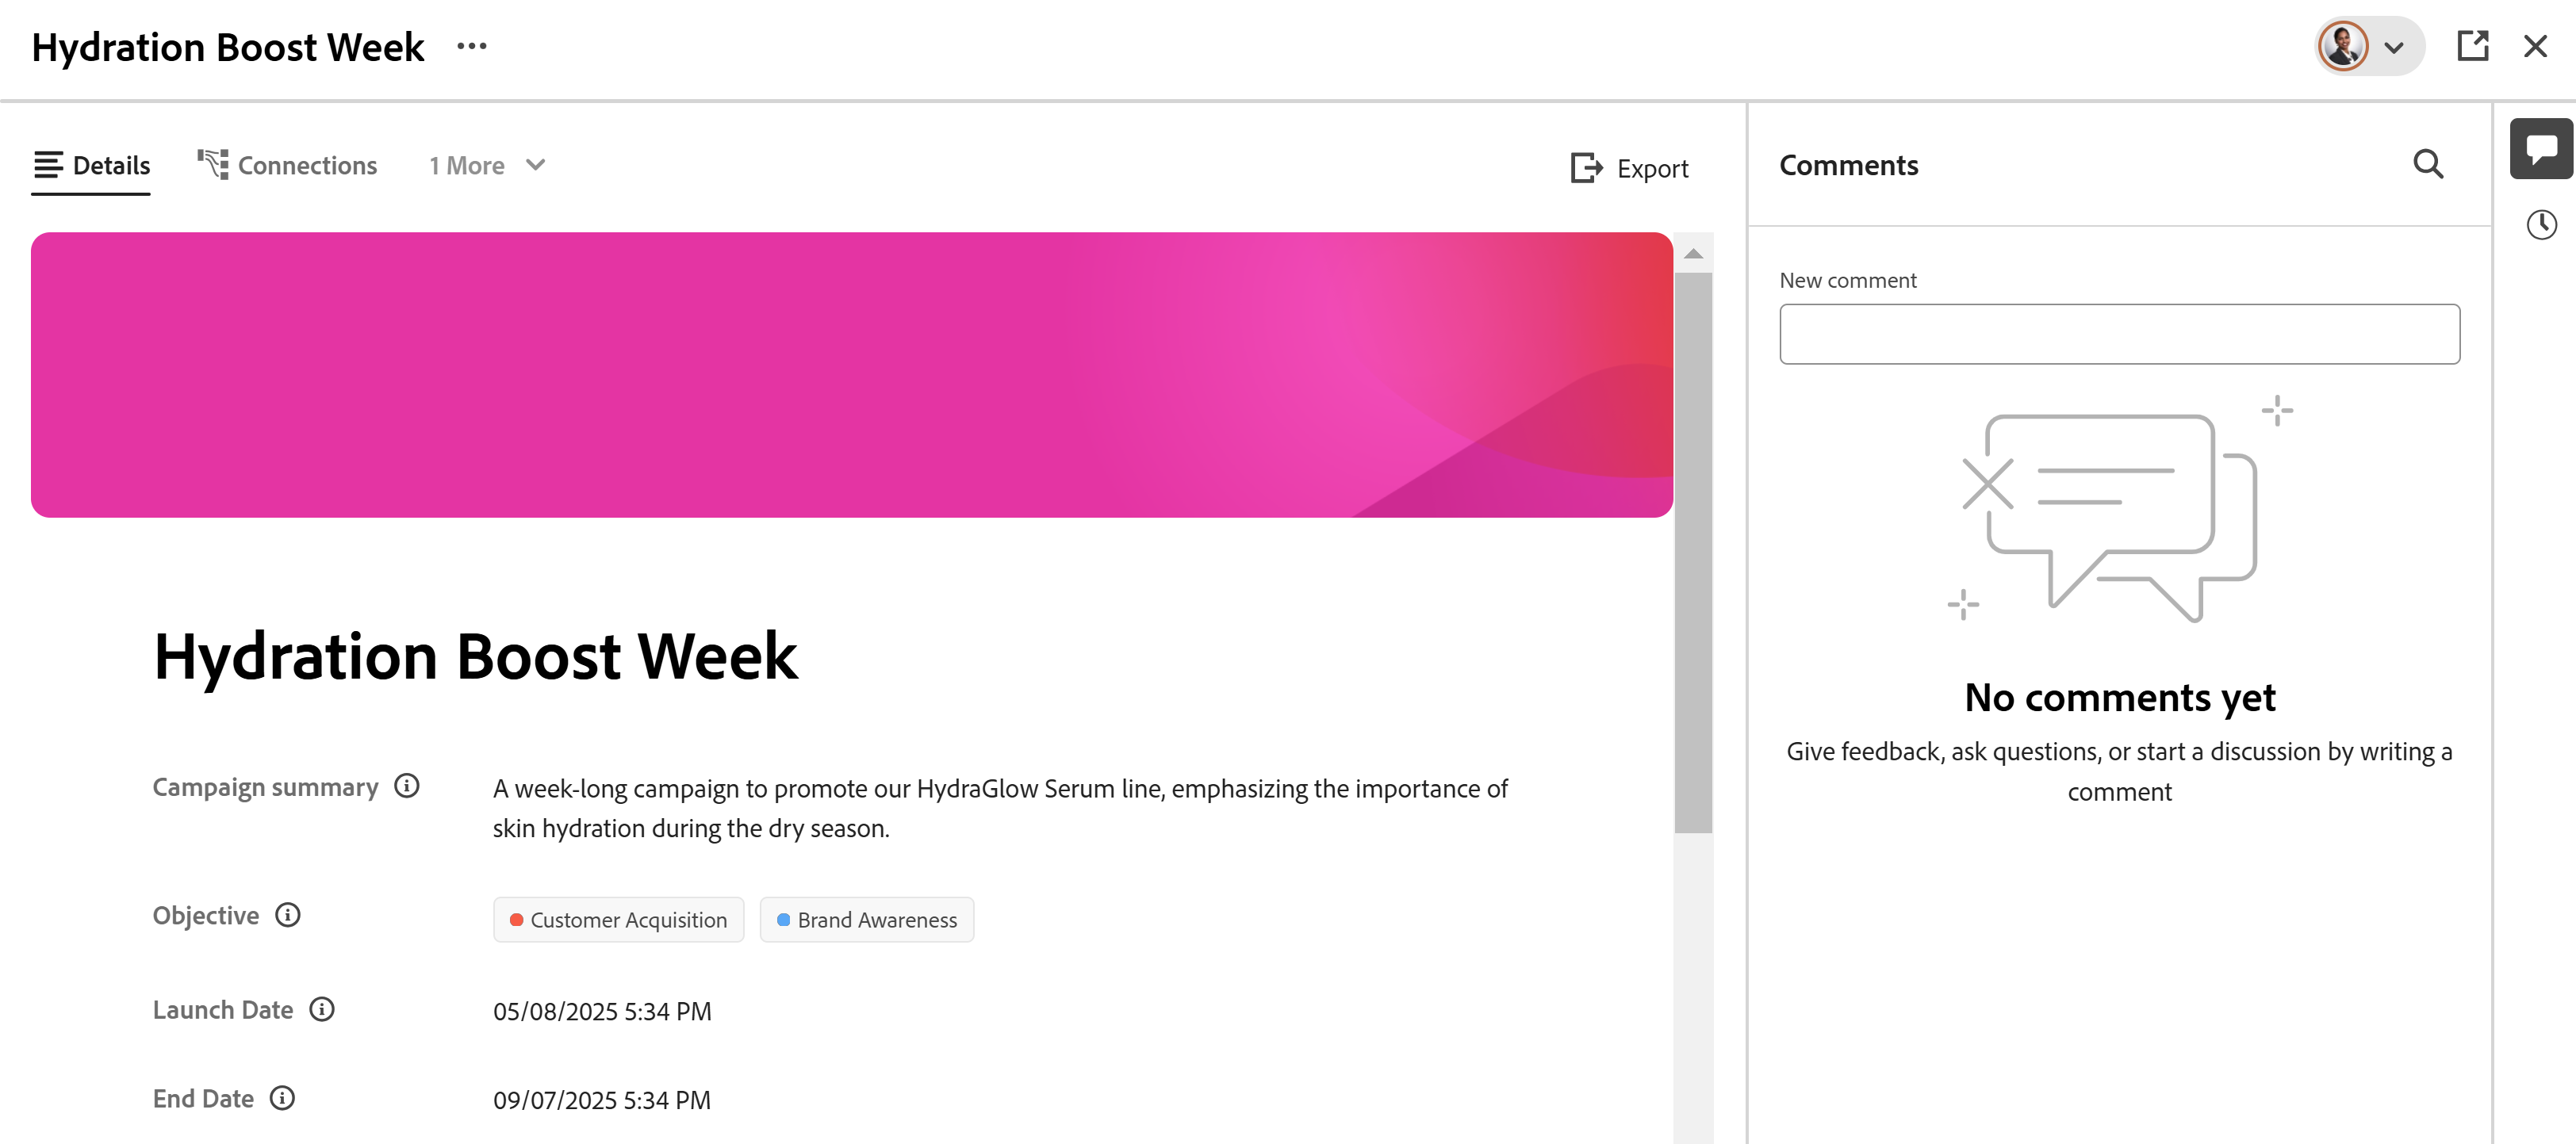 Hydration Boost Week
Details
Connections
1 More
Export
Hydration Boost Week
Campaign summary
A week-long campaign to promote our HydraGlow Serum line, emphasizing the importance of
skin hydration during the dry season.
Objective
Customer Acquisition
Brand Awareness
Launch Date
05/08/2025 5:34 PM
End Date
09/07/2025 5:34 PM
Comments
New comment
No comments yet
Give feedback, ask questions, or start a discussion by writing a
comment